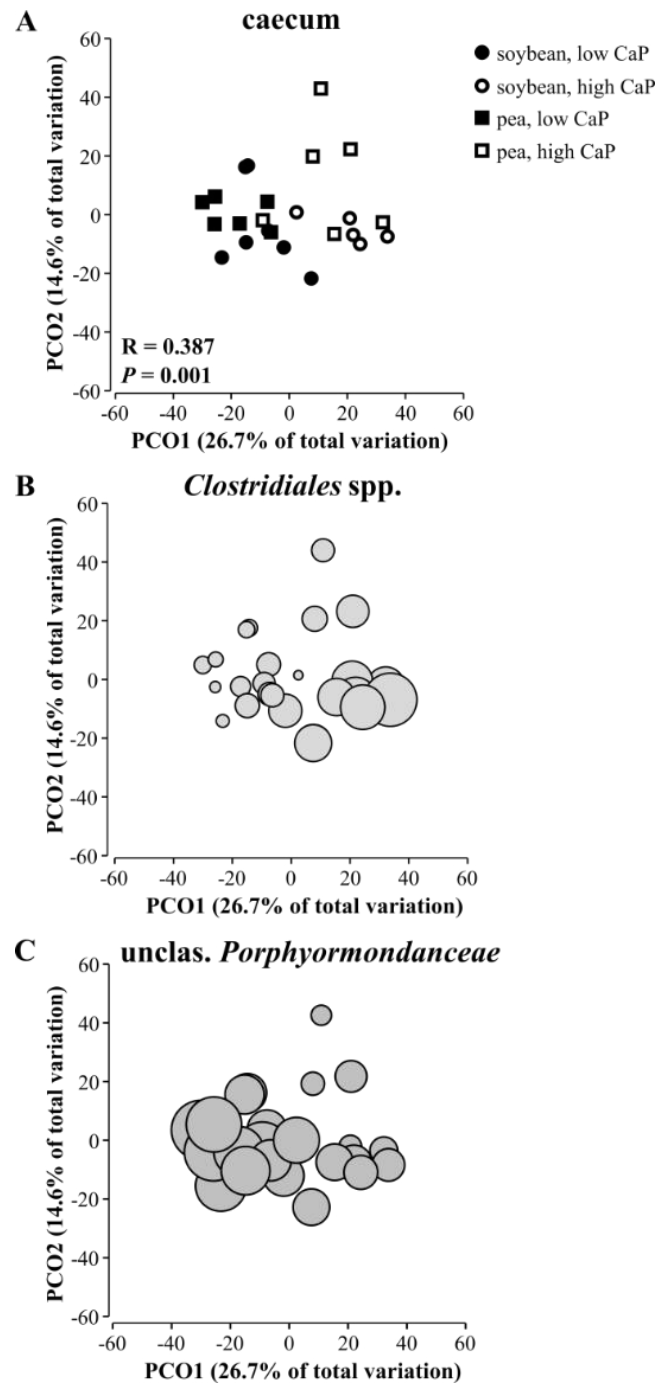 A
caecum
soybean, low CaP
soybean, high CaP
pea, low CaP
pea, high CaP
60
40
20
0
-20
-40
-60
PCO2 (14.6% of total variation)
R = 0.387
P = 0.001
-60 -40 -20 0 20 40 60
PCO1 (26.7% of total variation)
B
Clostridiales spp.
60
40
20
0
-20
-40
-60
PCO2 (14.6% of total variation)
-60 -40 -20 0 20 40 60
PCO1 (26.7% of total variation)
C
unclas. Porphyormondanceae
60
40
20
0
-20
-40
-60
PCO2 (14.6% of total variation)
-60 -40 -20 0 20 40 60
PCO1 (26.7% of total variation)